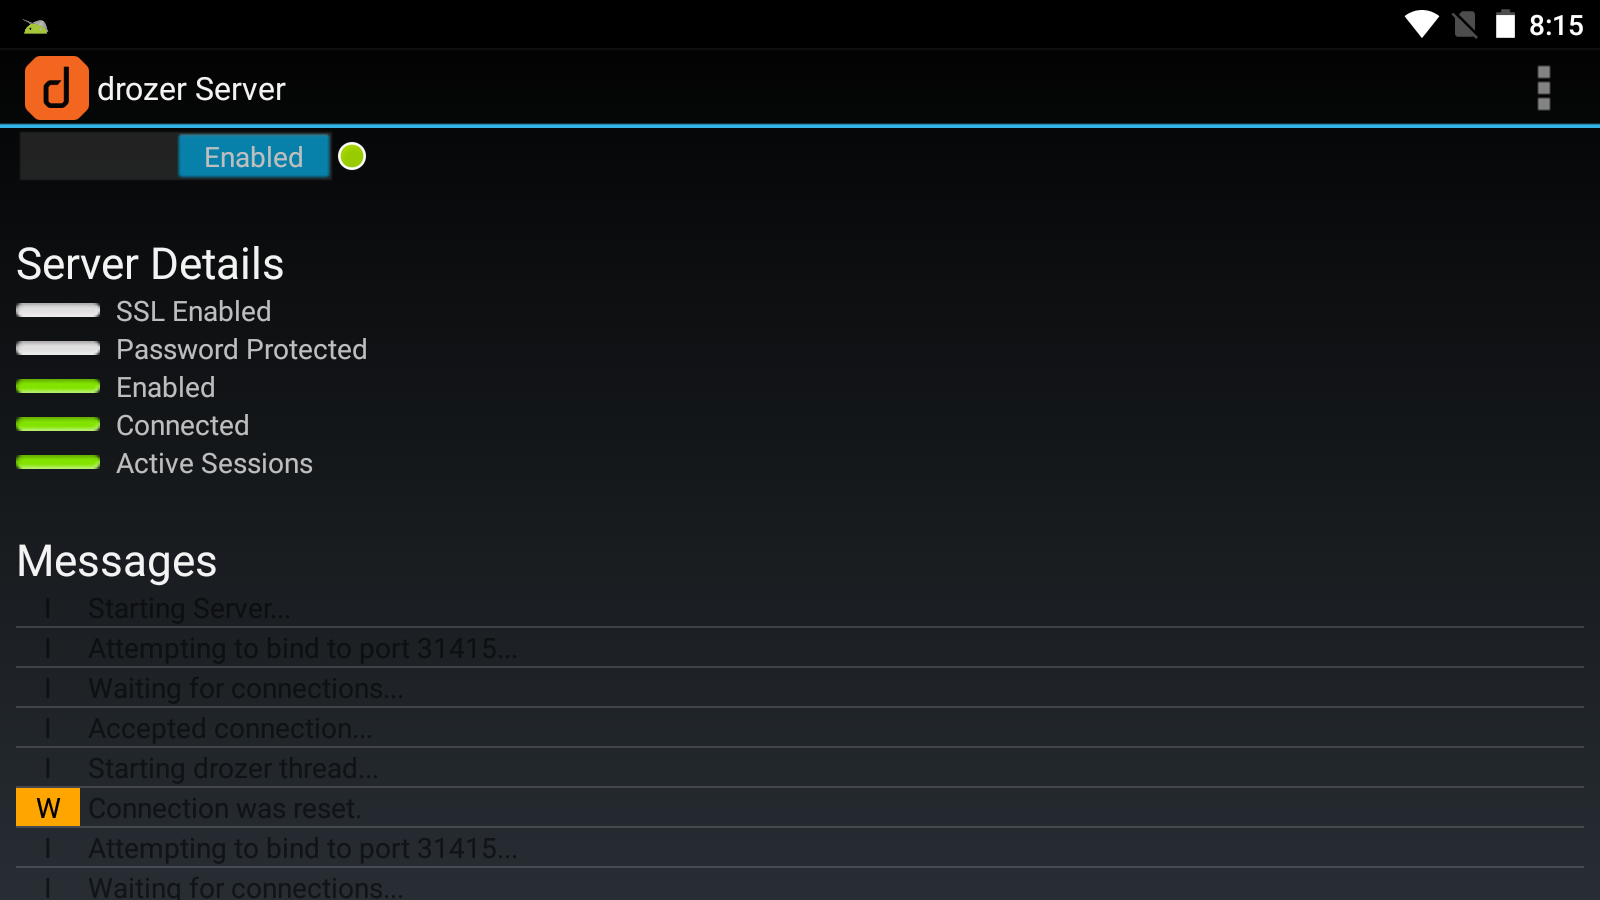 8:15
drozer Server
Enabled
Server Details
SSL Enabled
Password Protected
Enabled
Connected
Active Sessions
Messages
I Starting Server...
I Attempting to bind to port 31415...
I Waiting for connections...
I Accepted connection...
I Starting drozer thread...
W Connection was reset.
I Attempting to bind to port 31415...
I Waiting for connections...